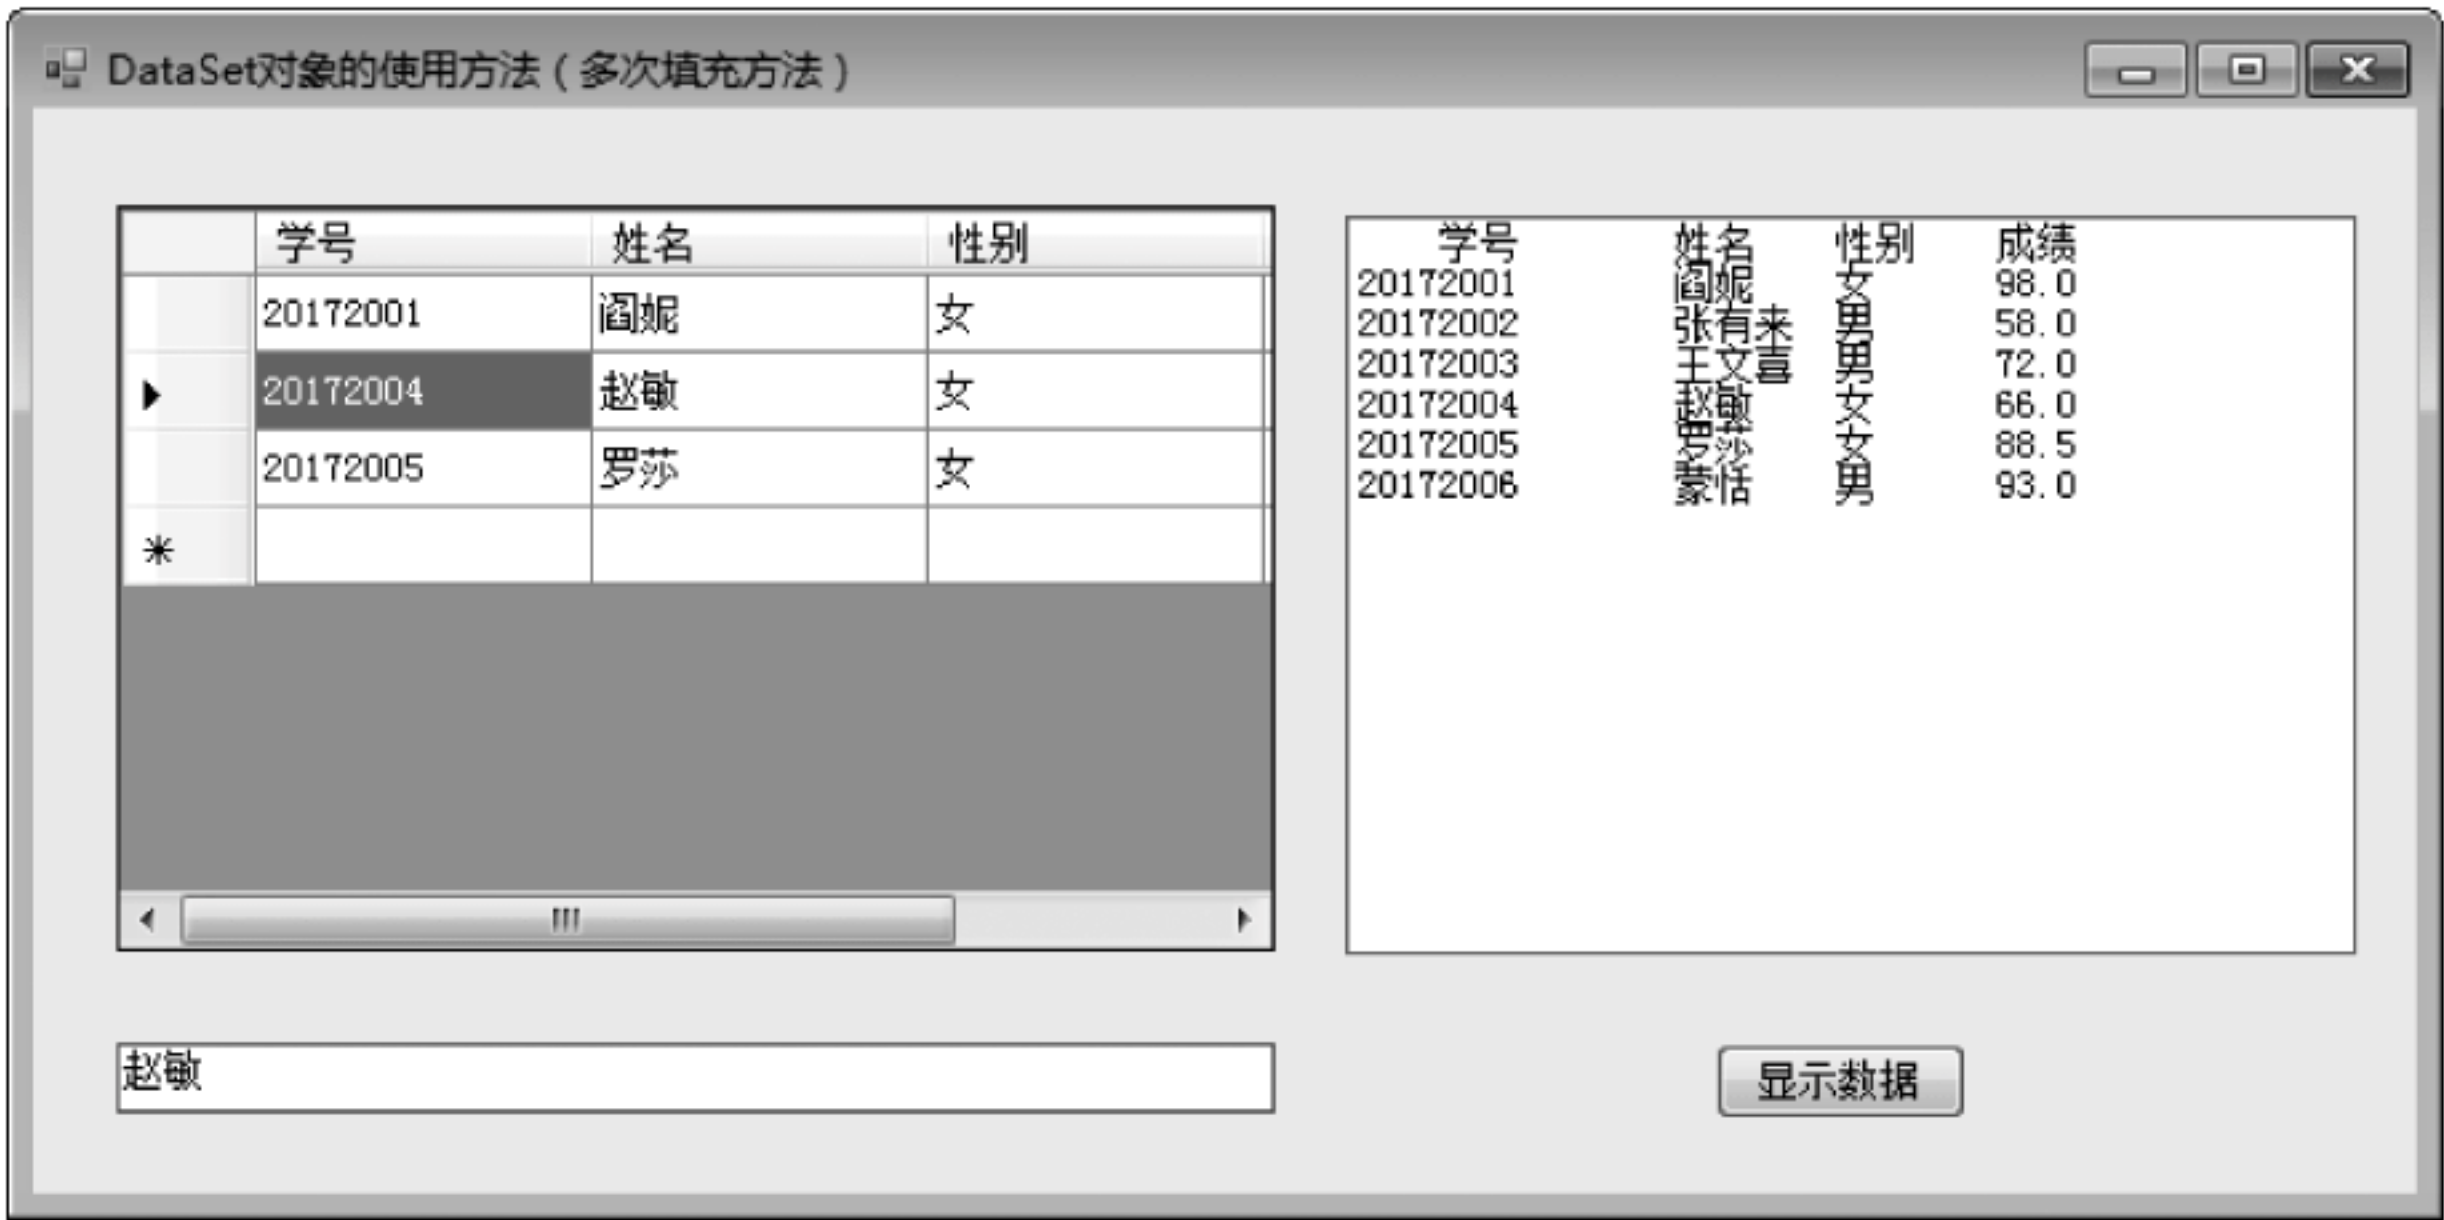 DataSet对象的使用方法（多次填充方法）
学号 姓名 性别
20172001 阎妮 女
20172004 赵敏 女
20172005 罗莎 女
学号 姓名 性别 成绩
20172001 阎妮 女 98.0
20172002 张有来 男 58.0
20172003 王文喜 男 72.0
20172004 赵敏 女 66.0
20172005 罗莎 女 88.5
20172006 蒙恬 男 93.0
赵敏
显示数据